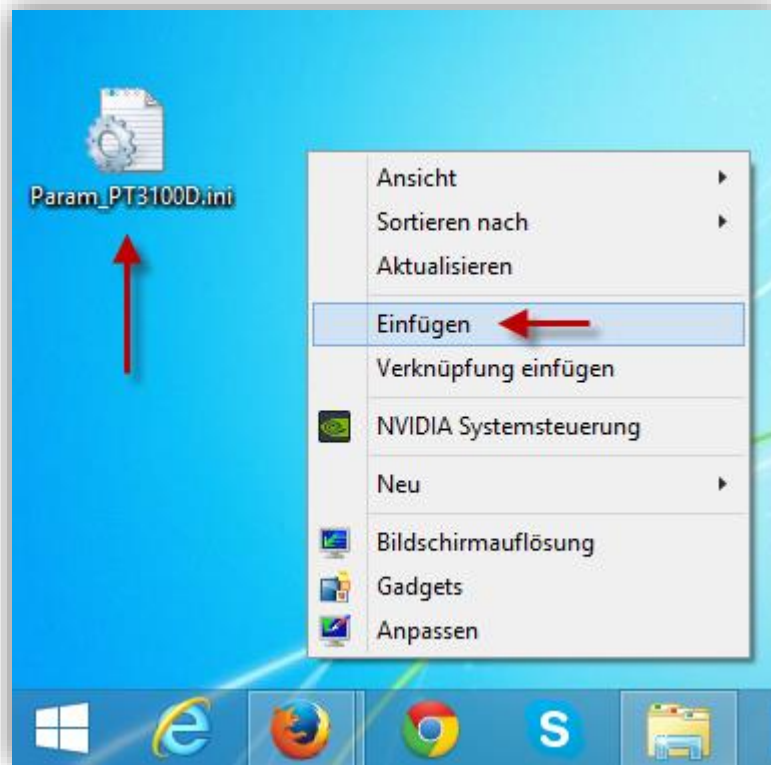 Param_PT3100D.ini
Ansicht
Sortieren nach
Aktualisieren
Einfügen
Verknüpfung einfügen
NVIDIA Systemsteuerung
Neu
Bildschirmauflösung
Gadgets
Anpassen
S